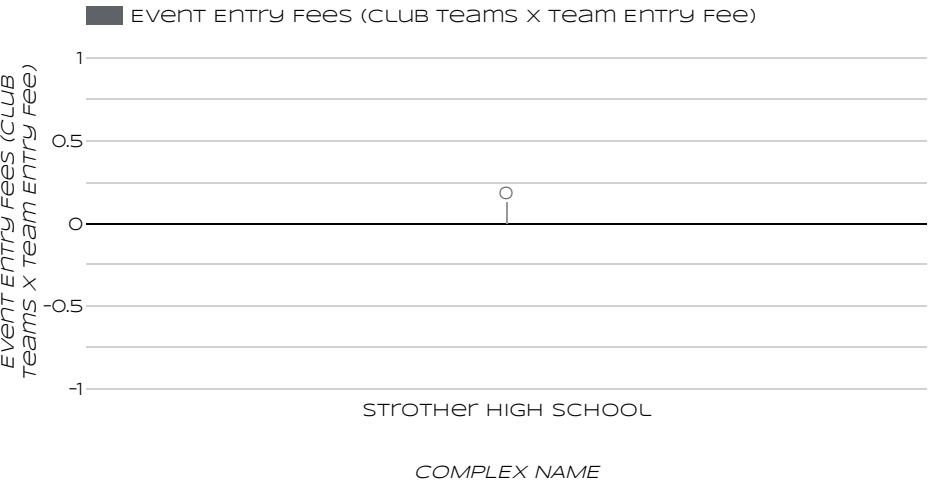 Event Entry Fees (Club Teams x Team Entry Fee)
Event Entry Fees (Club
Teams x Team Entry Fee)
1
0.5
0
-0.5
-1
0
Strother High School
Complex Name